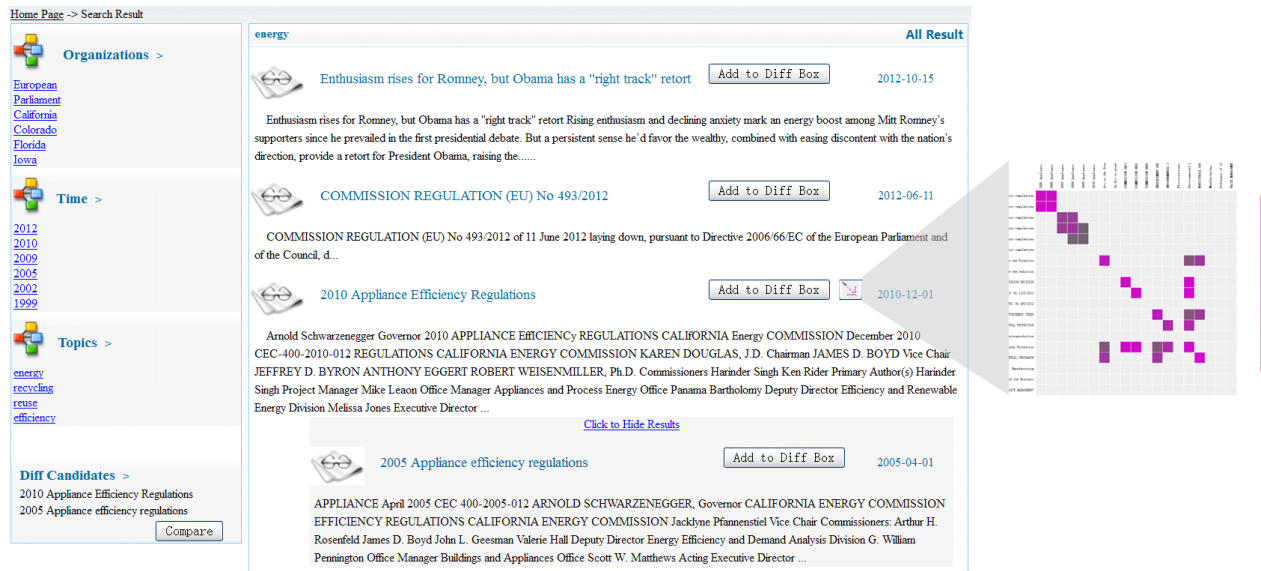 Home Page -> Search Result
Organizations >
European
Parliament
California
Colorado
Florida
Iowa
Time >
2012
2010
2009
2005
2002
1999
Topics >
energy
recycling
reuse
efficiency
Diff Candidates >
2010 Appliance Efficiency Regulations
2005 Appliance efficiency regulations
Compare
energy All Result
Enthusiasm rises for Romney, but Obama has a "right track" retort Add to Diff Box 2012-10-15
Enthusiasm rises for Romney, but Obama has a "right track" retort Rising enthusiasm and declining anxiety mark an energy boost among Mitt Romney's
supporters since he prevailed in the first presidential debate. But a persistent sense he'd favor the wealthy, combined with easing discontent with the nation's
direction, provide a retort for President Obama, raising the......
COMMISSION REGULATION (EU) No 493/2012 Add to Diff Box 2012-06-11
COMMISSION REGULATION (EU) No 493/2012 of 11 June 2012 laying down, pursuant to Directive 2006/66/EC of the European Parliament and
of the Council, d...
2010 Appliance Efficiency Regulations Add to Diff Box 2010-12-01
Arnold Schwarzenegger Governor 2010 APPLIANCE EffICIENCy REGULATIONS CALIfORNIA Energy COMMISSION December 2010
CEC-400-2010-012 REGULATIONS CALIFORNIA ENERGY COMMISSION KAREN DOUGLAS, J.D. Chairman JAMES D. BOYD Vice Chair
JEFFREY D. BYRON ANTHONY EGGERT ROBERT WEISENMILLER, Ph.D. Commissioners Harinder Singh Ken Rider Primary Author(s) Harinder
Singh Project Manager Mike Leaon Office Manager Appliances and Process Energy Office Panama Bartholomy Deputy Director Efficiency and Renewable
Energy Division Melissa Jones Executive Director ...
Click to Hide Results
2005 Appliance efficiency regulations Add to Diff Box 2005-04-01
APPLIANCE April 2005 CEC 400-2005-012 ARNOLD SCHWARZENEGGER, Governor CALIFORNIA ENERGY COMMISSION
EFFICIENCY REGULATIONS CALIFORNIA ENERGY COMMISSION Jacklyne Pfannenstiel Vice Chair Commissioners: Arthur H.
Rosenfeld James D. Boyd John L. Geesman Valerie Hall Deputy Director Energy Efficiency and Demand Analysis Division G. William
Pennington Office Manager Buildings and Appliances Office Scott W. Matthews Acting Executive Director ...